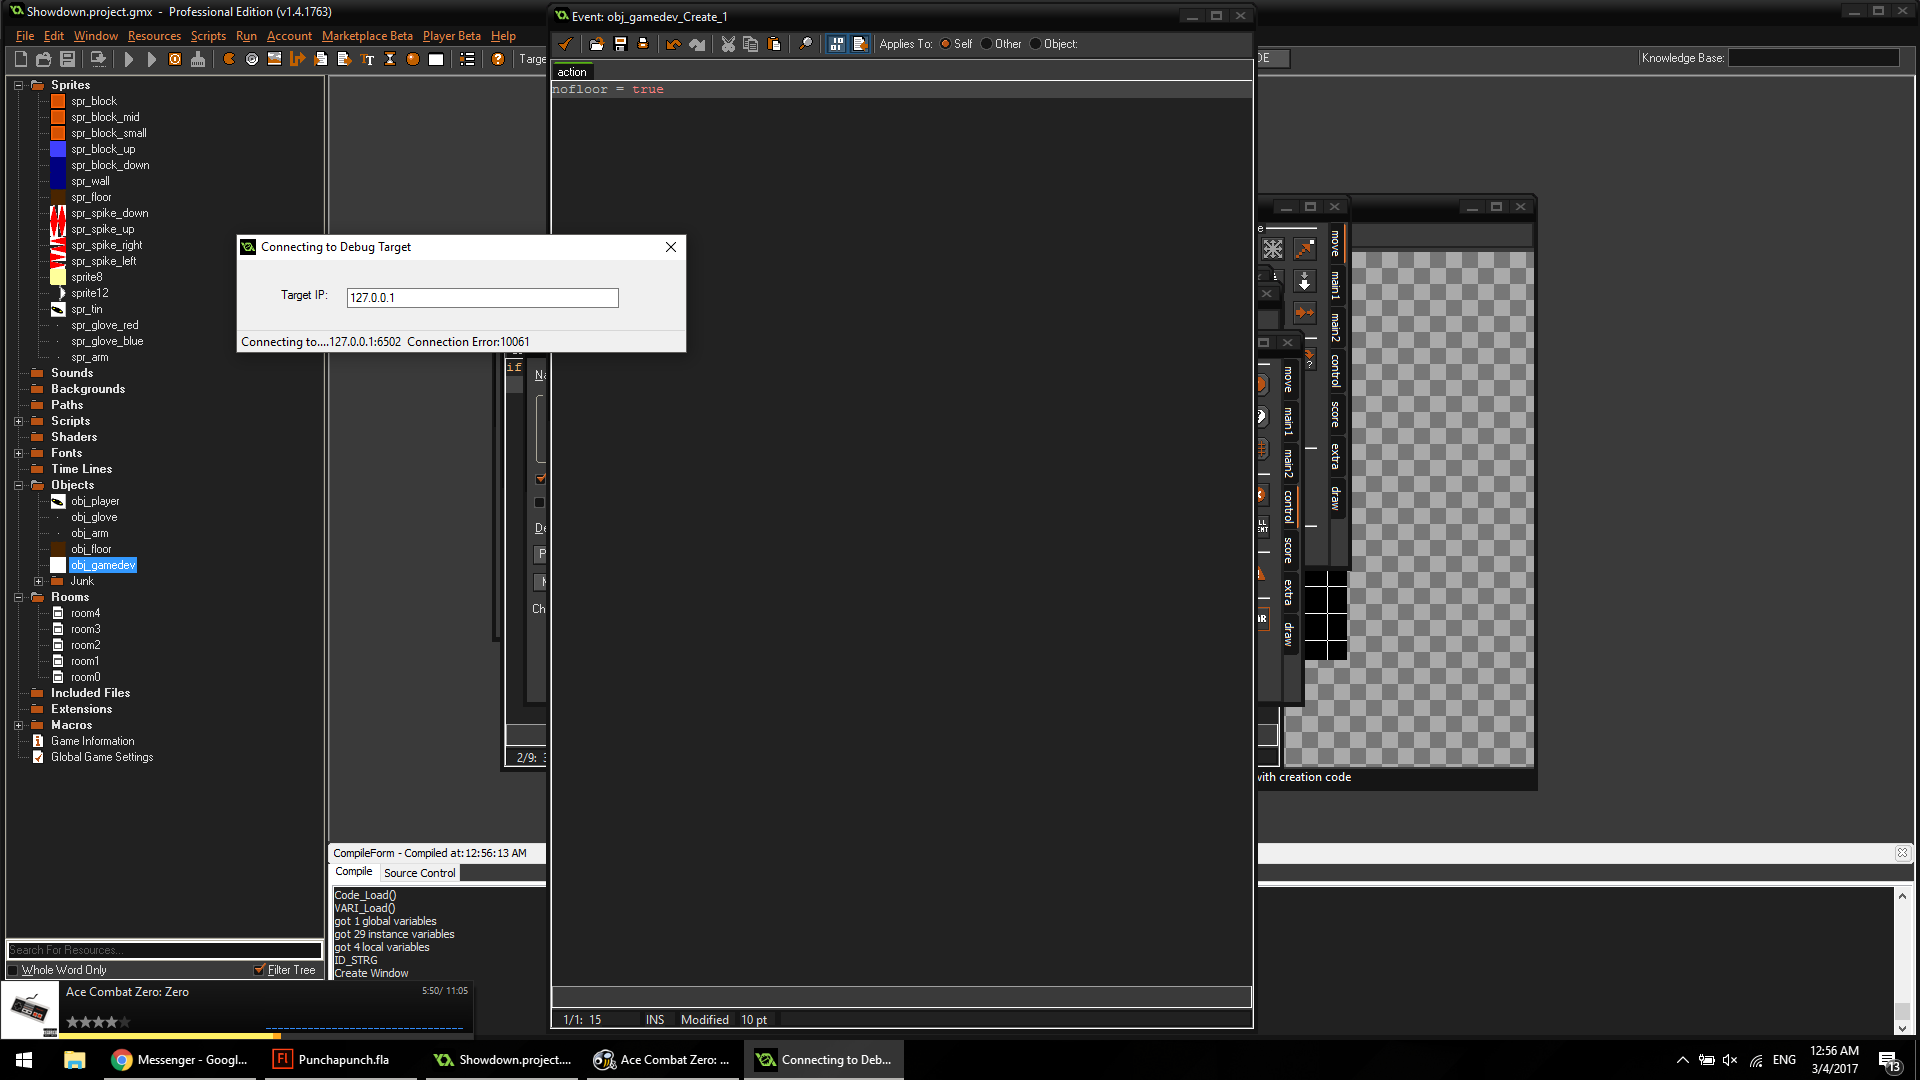 Showdown.project.gmx - Professional Edition (v1.4.1763)
File Edit Window Resources Scripts Run Account Marketplace Beta Player Beta Help
Knowledge Base:
Event: obj_gamedev_Create_1
Applies To: Self Other Object:
action
nofloor = true
1/1: 15 INS Modified 10 pt
Sprites
spr_block
spr_block_mid
spr_block_small
spr_block_up
spr_block_down
spr_wall
spr_floor
spr_spike_down
spr_spike_up
spr_spike_right
spr_spike_left
sprite8
sprite12
spr_tin
spr_glove_red
spr_glove_blue
spr_arm
Sounds
Backgrounds
Paths
Scripts
Shaders
Fonts
Time Lines
Objects
obj_player
obj_glove
obj_arm
obj_floor
obj_gamedev
Junk
Rooms
room4
room3
room2
room1
room0
Included Files
Extensions
Macros
Game Information
Global Game Settings
Search For Resources...
Whole Word Only Filter Tree
Connecting to Debug Target
Target IP: 127.0.0.1
Connecting to....127.0.0.1:6502 Connection Error:10061
if
2/9:
move
main1
main2
control
score
extra
draw
move
main1
main2
control
score
extra
draw
with creation code
CompileForm - Compiled at:12:56:13 AM
Compile Source Control
Code_Load()
VARI_Load()
got 1 global variables
got 29 instance variables
got 4 local variables
ID_STRG
Create Window
Ace Combat Zero: Zero
5:50/ 11:05
Messenger - Googl...
Punchapunch.fla
Showdown.project....
Ace Combat Zero: ...
Connecting to Deb...
ENG
12:56 AM
3/4/2017
13